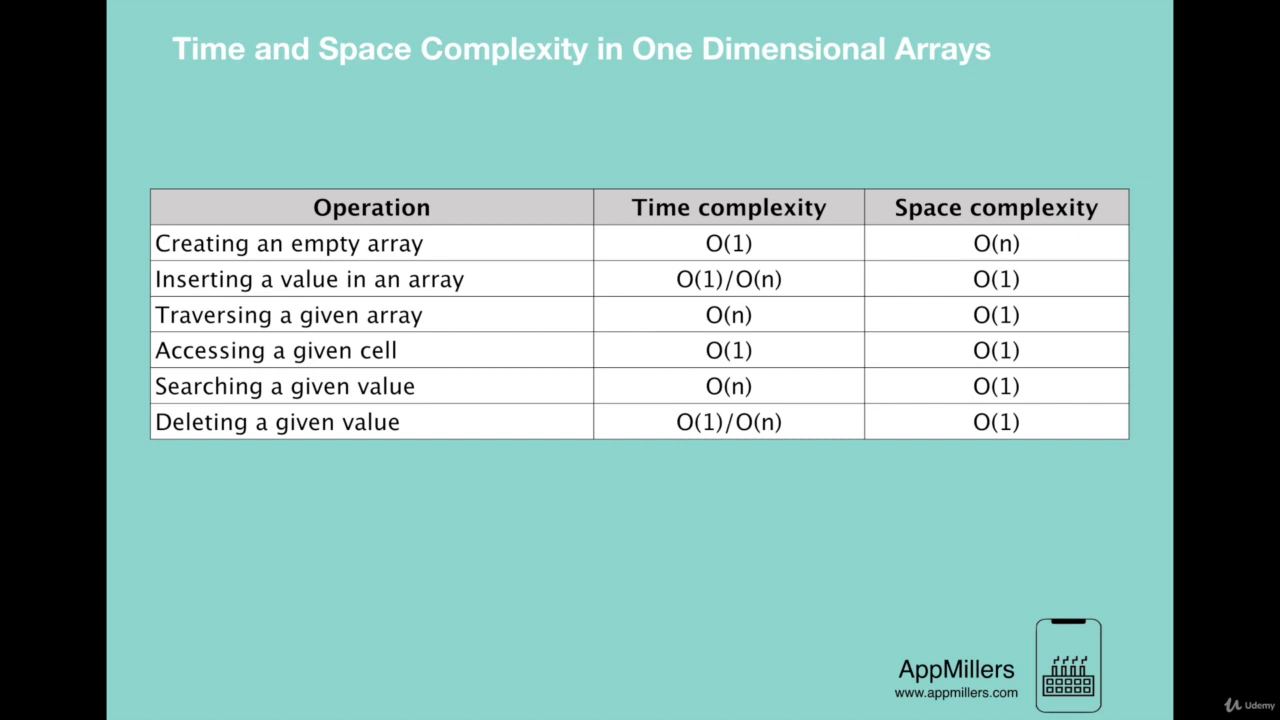 Time and Space Complexity in One Dimensional Arrays
Operation Time complexity Space complexity
Creating an empty array O(1) O(n)
Inserting a value in an array O(1)/O(n) O(1)
Traversing a given array O(n) O(1)
Accessing a given cell O(1) O(1)
Searching a given value O(n) O(1)
Deleting a given value O(1)/O(n) O(1)
AppMillers
www.appmillers.com
Udemy